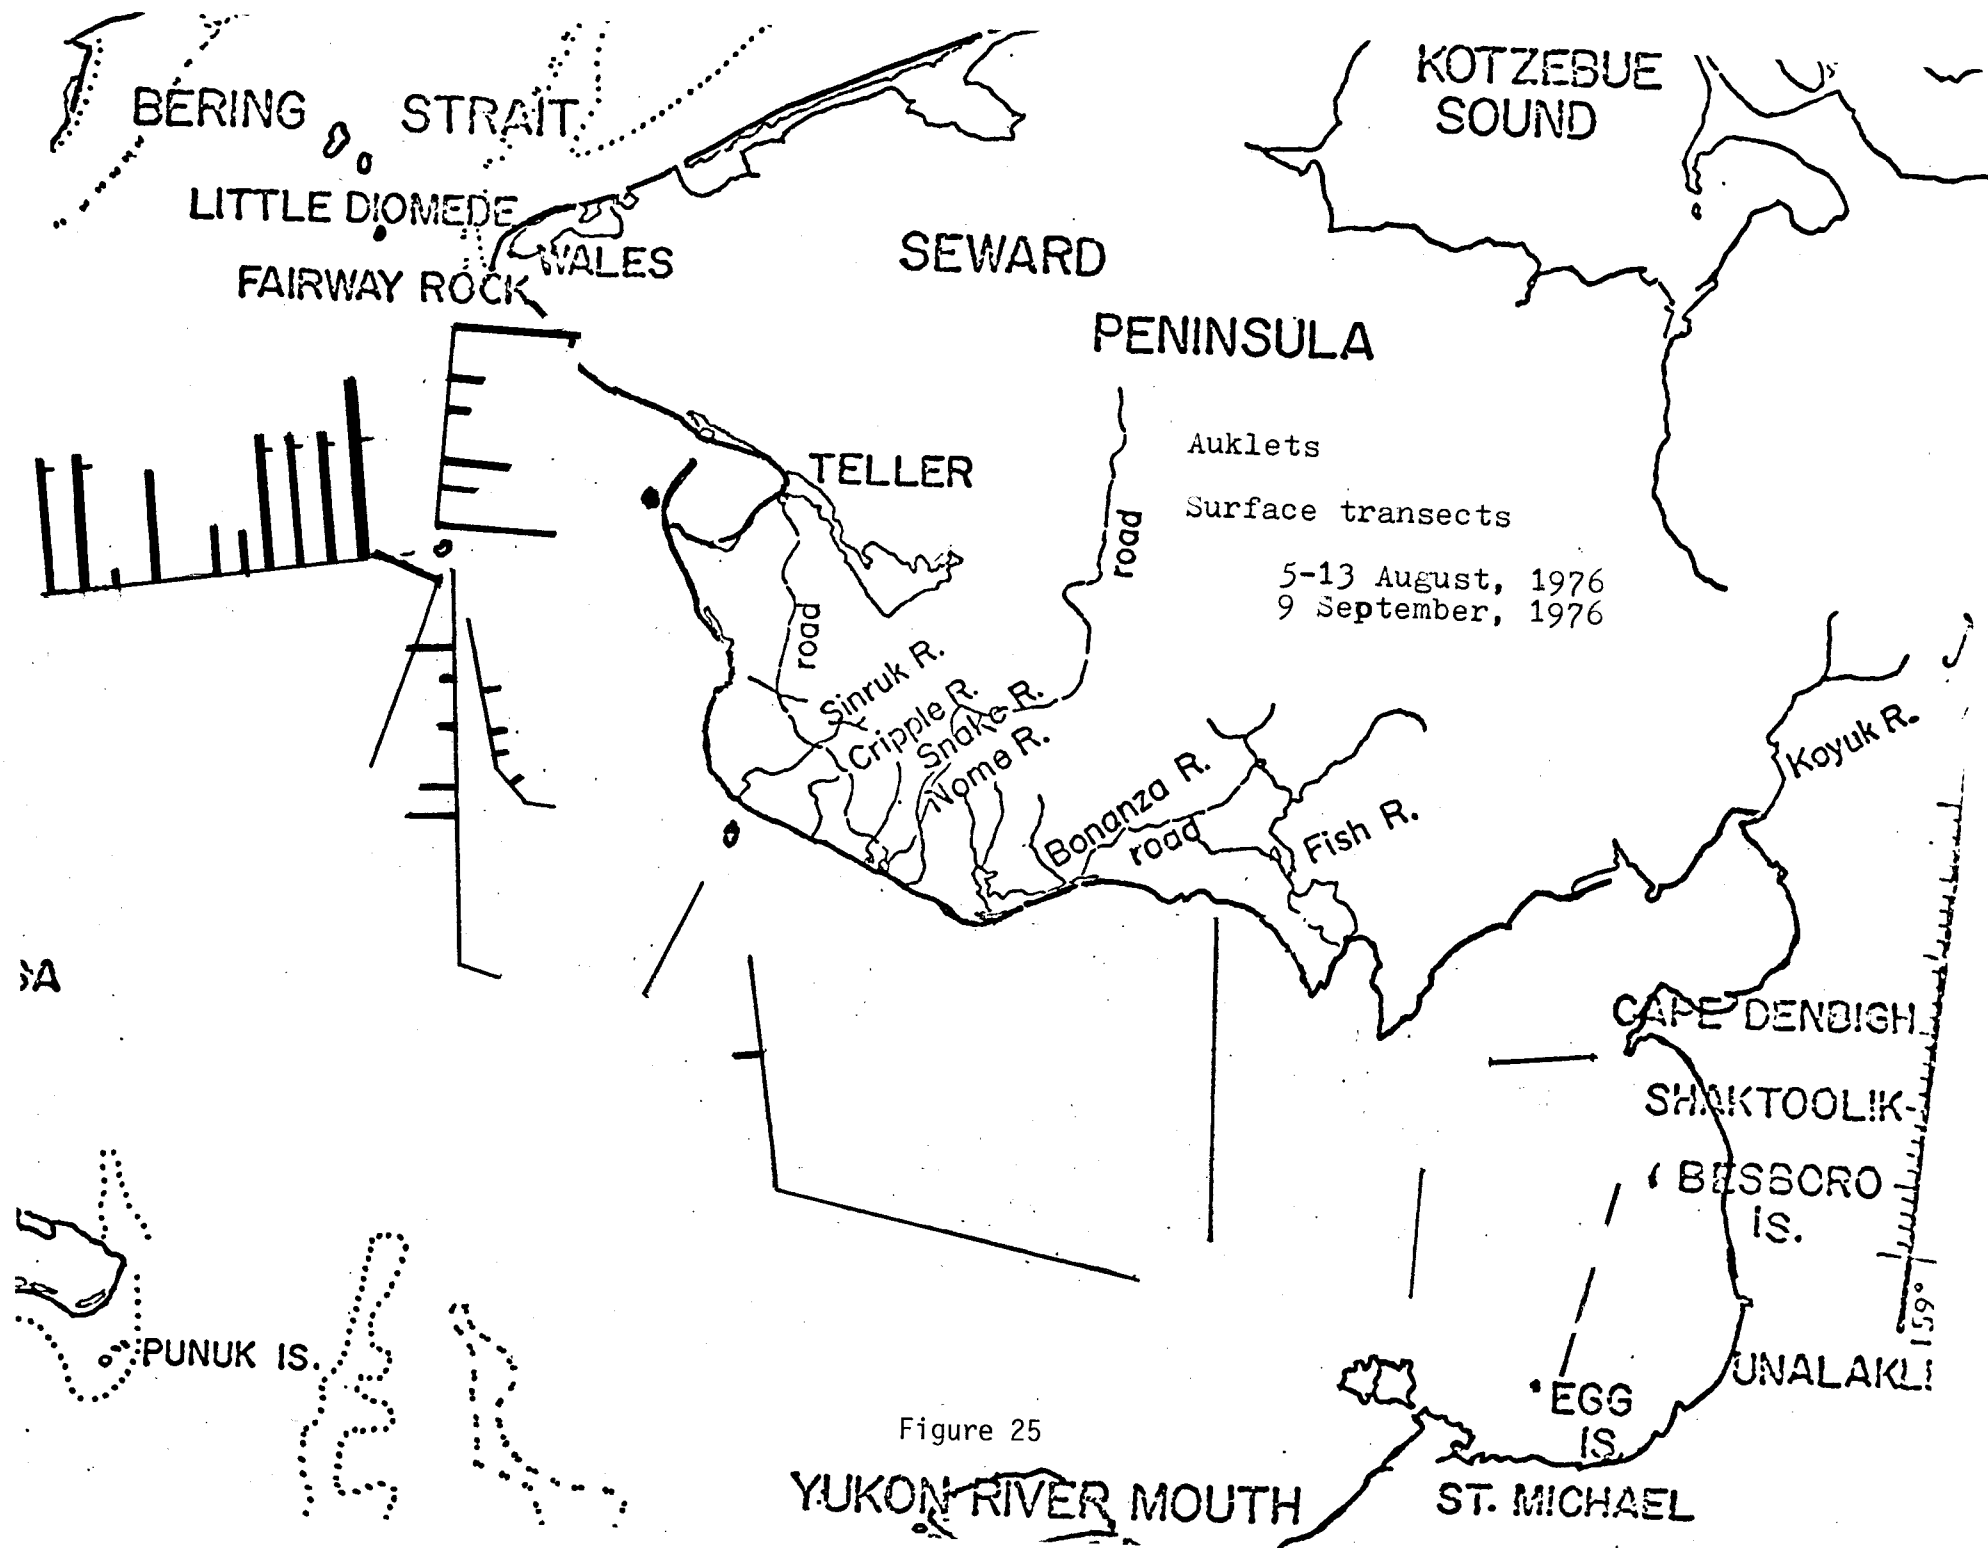 KOTZEBUE
SOUND
BERING STRAIT
LITTLE DIOMEDE
WALES
FAIRWAY ROCK
SEWARD
PENINSULA
TELLER
Auklets
Surface transects
5-13 August, 1976
9 September, 1976
road
road
Sinruk R.
Cripple R.
Snake R.
Nome R.
Bonanza R.
road
Fish R.
Koyuk R.
CAPE DENBIGH
SHAKTOOLIK
BESBORO
IS.
159°
PUNUK IS.
UNALAKLI
EGG
IS.
Figure 25
YUKON RIVER MOUTH
ST. MICHAEL